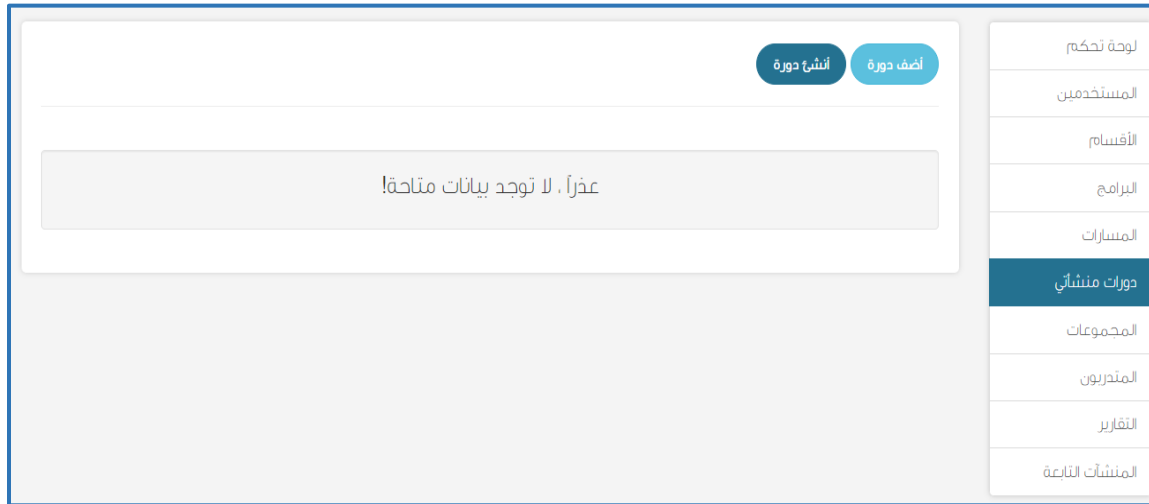 لوحة تحكم
المستخدمين
الأقسام
البرامج
المسارات
دورات منشأتي
المجموعات
المتدربون
التقارير
المنشآت التابعة
أضف دورة
أنشئ دورة
عذراً ، لا توجد بيانات متاحة!